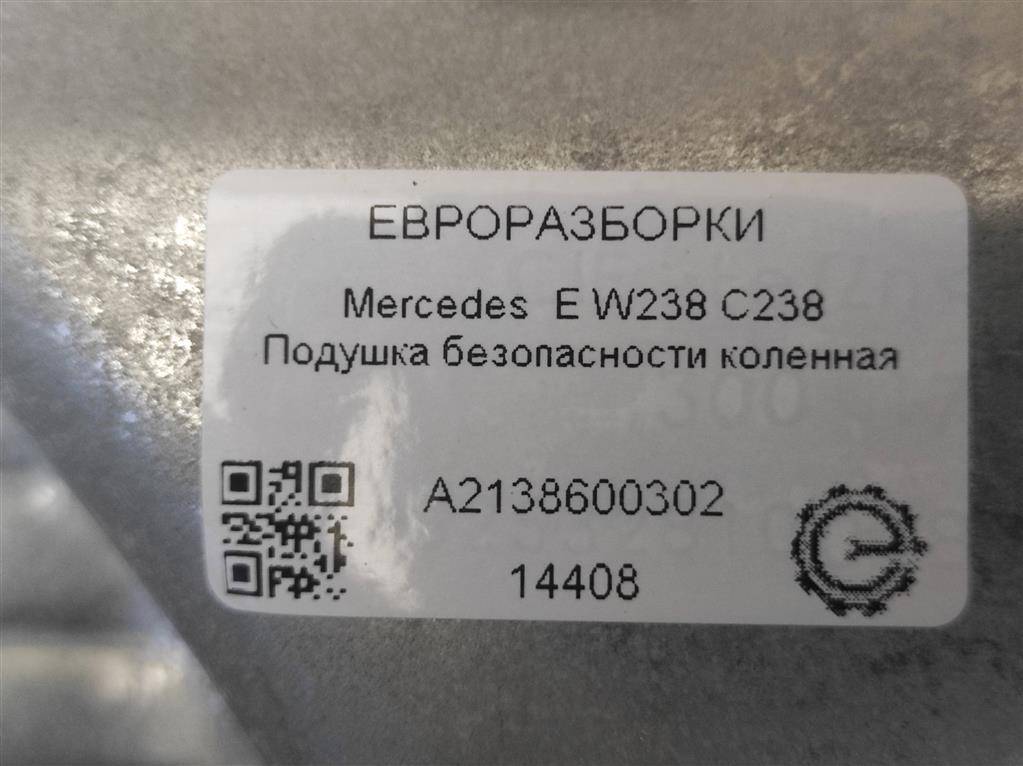 ЕВРОРАЗБОРКИ
Mercedes E W238 C238
Подушка безопасности коленная
A2138600302
14408